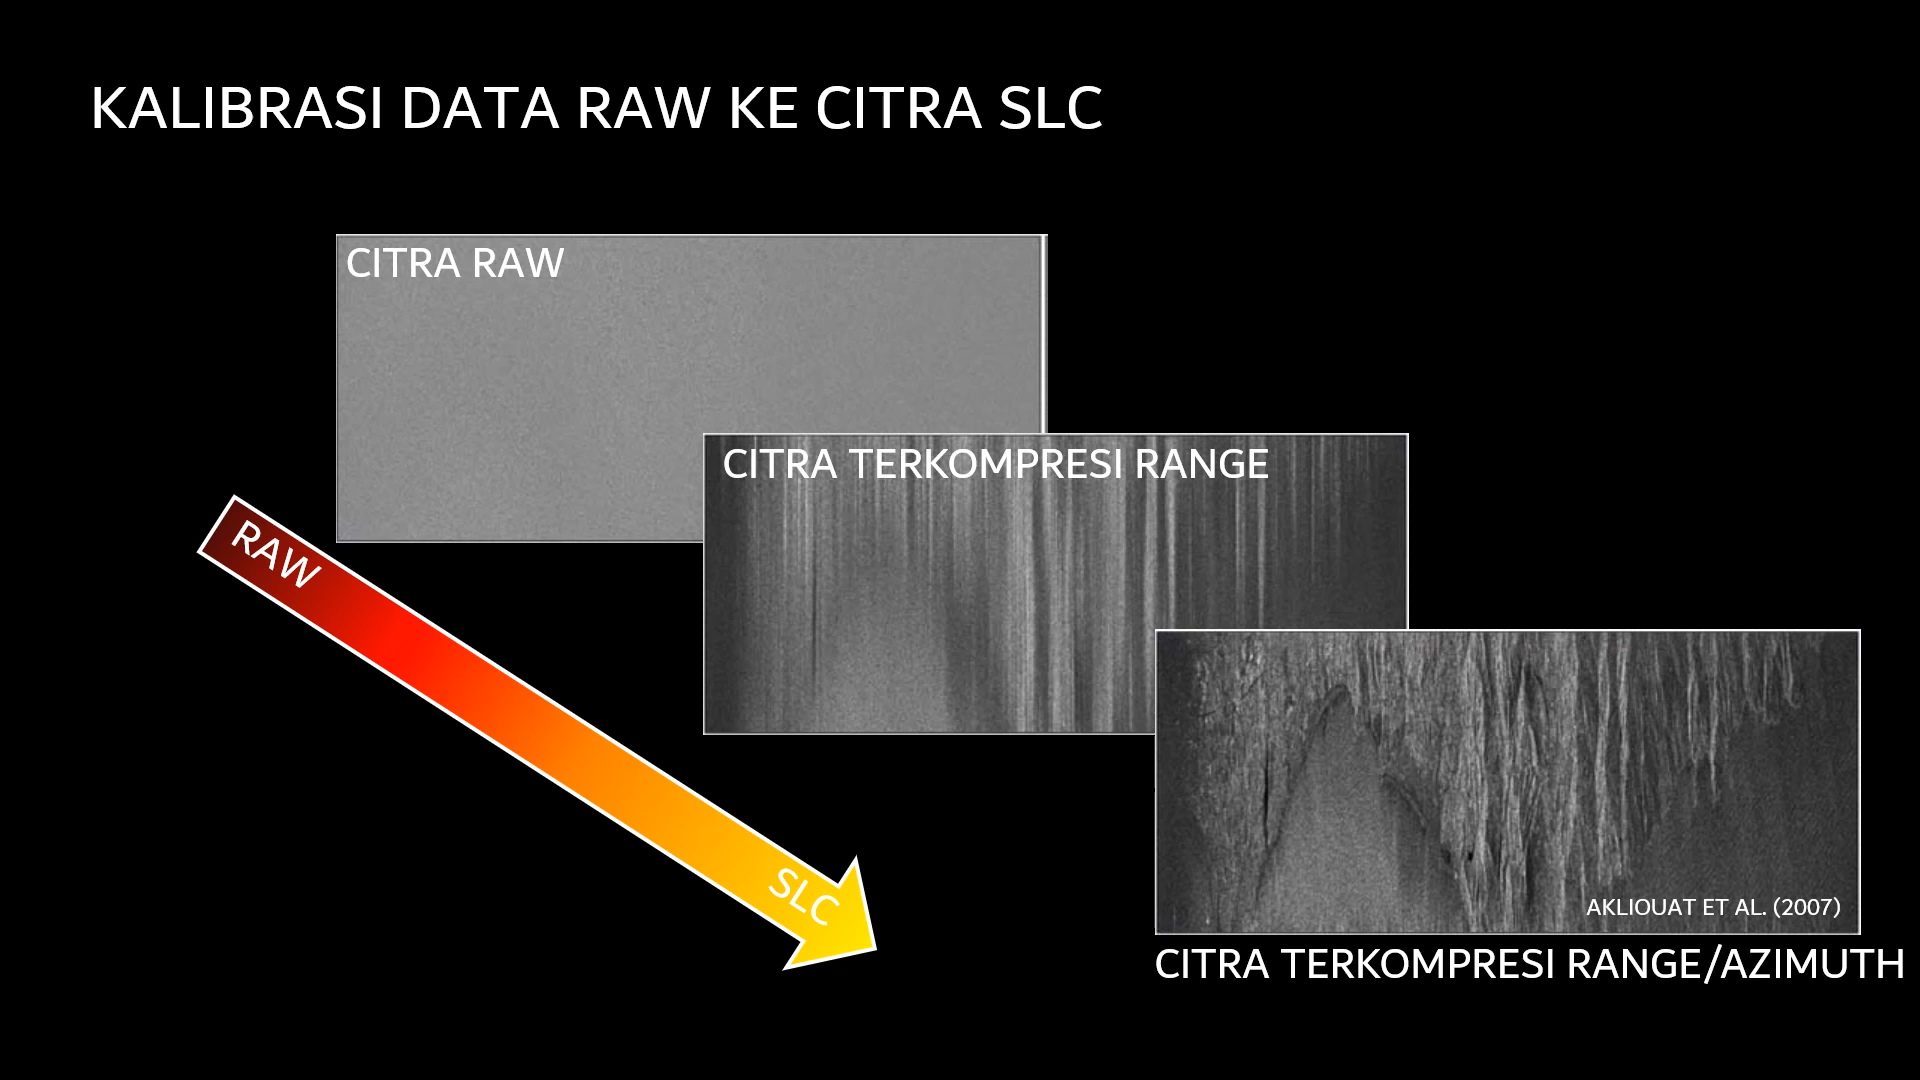 KALIBRASI DATA RAW KE CITRA SLC
CITRA RAW
CITRA TERKOMPRESI RANGE
RAW
SLC
AKLIOUAT ET AL. (2007)
CITRA TERKOMPRESI RANGE/AZIMUTH